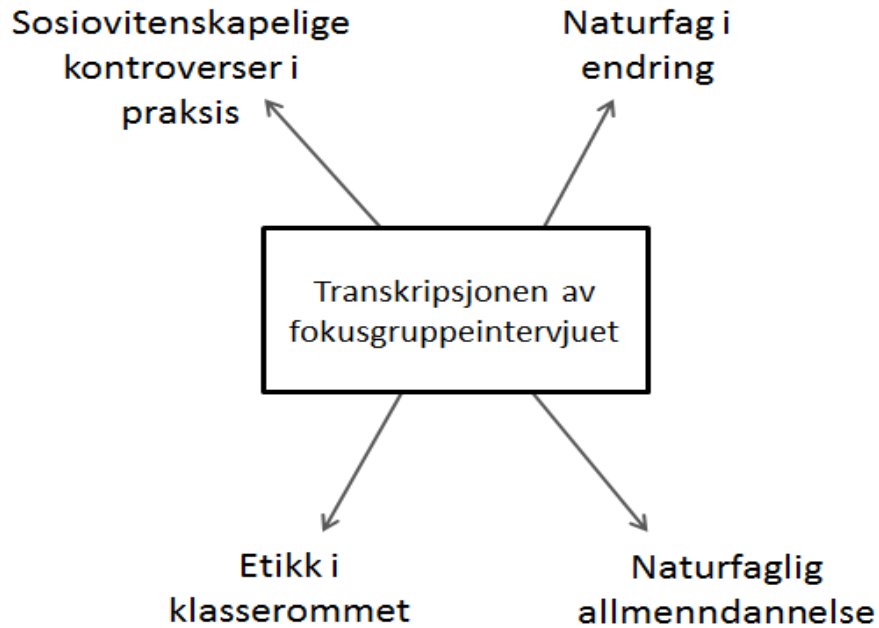 Sosiovitenskapelige
kontroverser i
praksis
Naturfag i
endring
Transkripsjonen av
fokusgruppeintervjuet
Etikk i
klasserommet
Naturfaglig
allmenndannelse